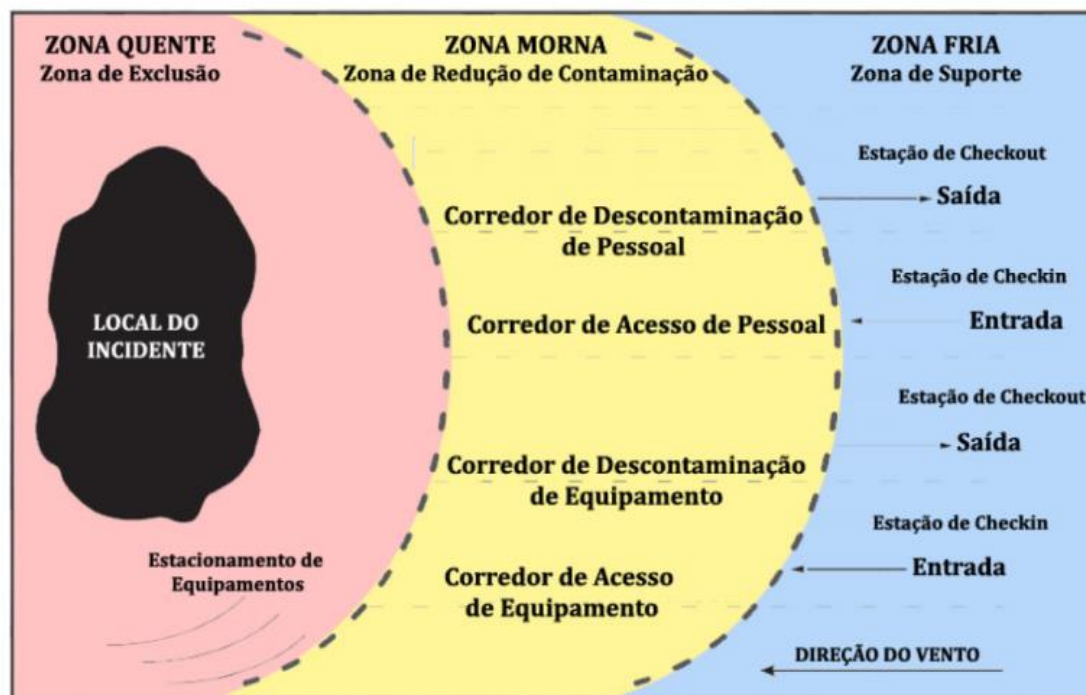 ZONA QUENTE
Zona de Exclusão
ZONA MORNA
Zona de Redução de Contaminação
ZONA FRIA
Zona de Suporte
Estação de Checkout
Saída
Corredor de Descontaminação
de Pessoal
Estação de Checkin
Entrada
LOCAL DO
INCIDENTE
Corredor de Acesso de Pessoal
Estação de Checkout
Saída
Corredor de Descontaminação
de Equipamento
Estação de Checkin
Entrada
Estacionamento de
Equipamentos
Corredor de Acesso
de Equipamento
DIREÇÃO DO VENTO